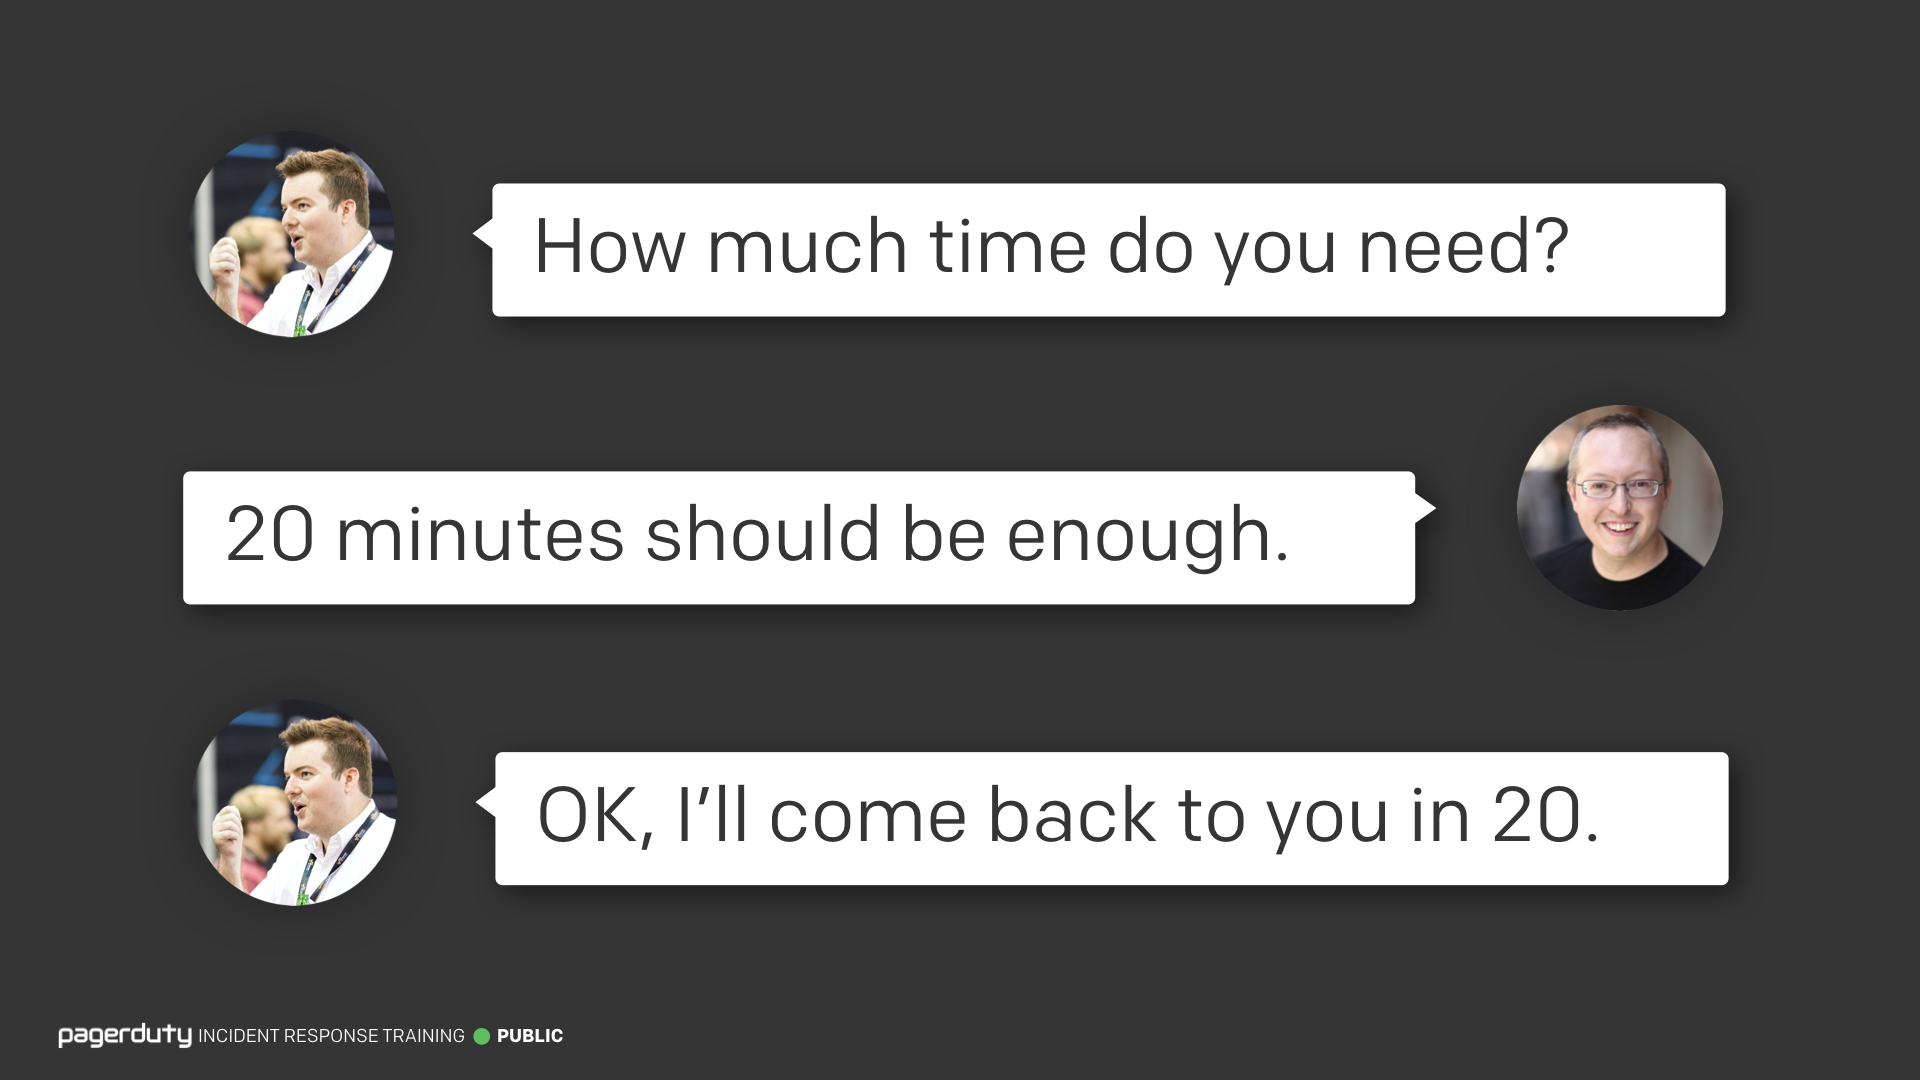 How much time do you need?
20 minutes should be enough.
OK, I’ll come back to you in 20.
pagerduty INCIDENT RESPONSE TRAINING PUBLIC